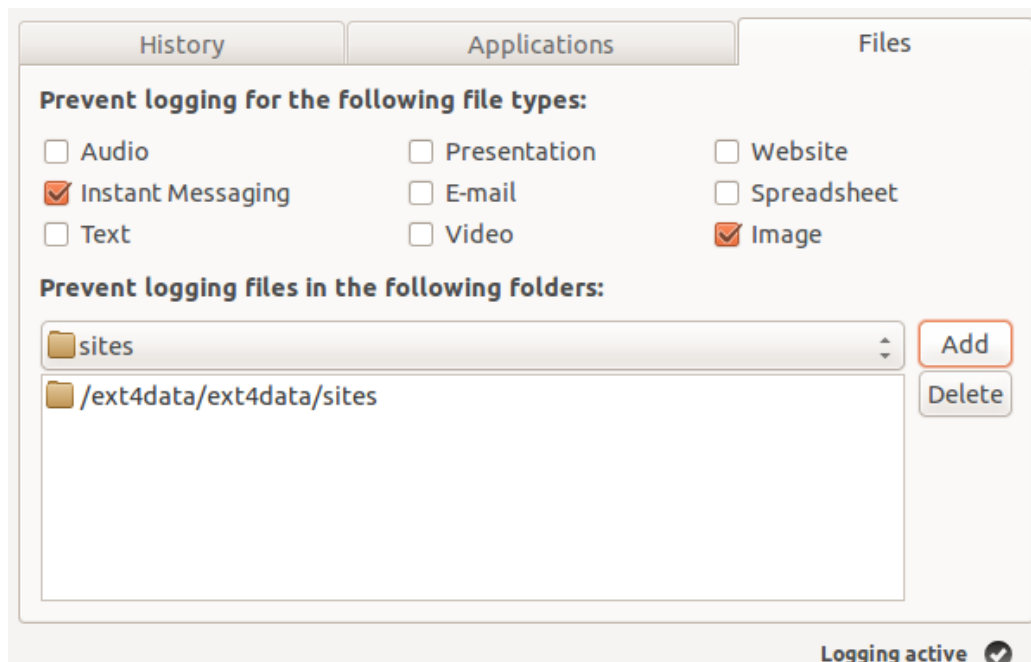 History Applications Files
Prevent logging for the following file types:
Audio Presentation Website
Instant Messaging E-mail Spreadsheet
Text Video Image
Prevent logging files in the following folders:
sites Add
/ext4data/ext4data/sites Delete
Logging active